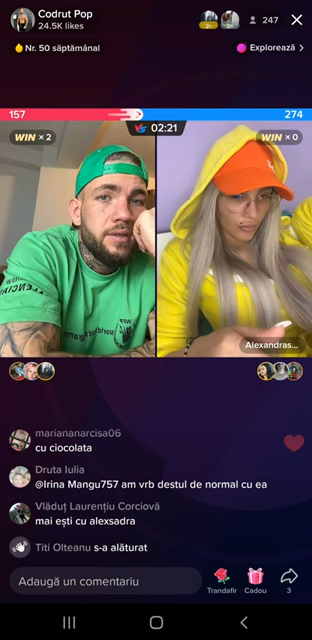 Codrut Pop
24.5K likes
247
Nr. 50 săptămânal
Explorează >
157
274
WIN × 2
VS 02:21
WIN × 0
Alexandras...
mariananarcisa06
cu ciocolata
Druta Iulia
@Irina Mangu757 am vrb destul de normal cu ea
Vlăduț Laurențiu Corciovă
mai ești cu alexsadra
Titi Olteanu s-a alăturat
Adaugă un comentariu
Trandafir
Cadou
3